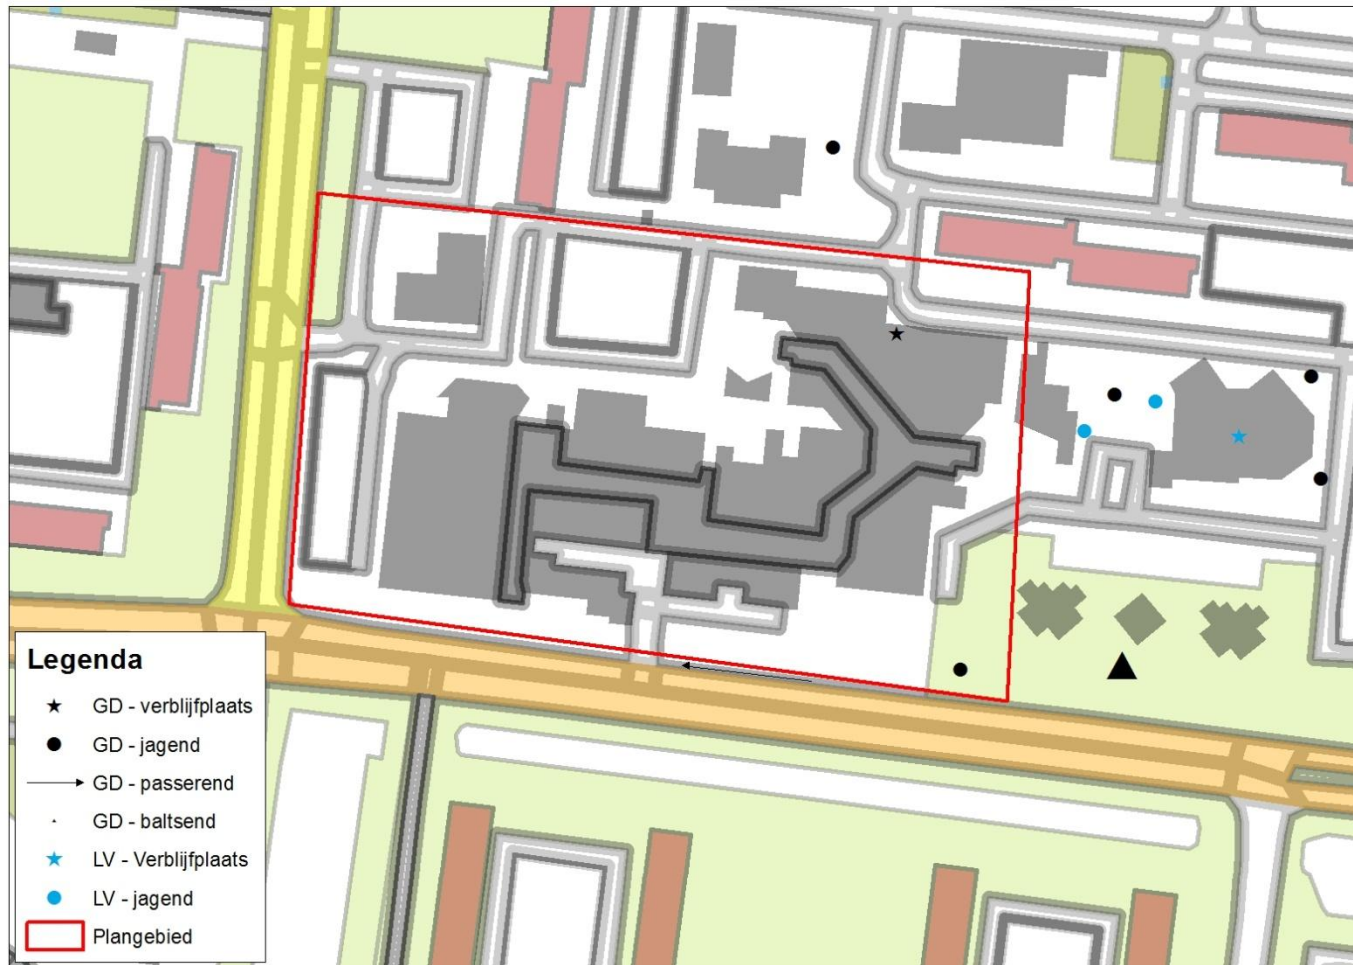 Legenda
GD - verblijfplaats
GD - jagend
GD - passerend
GD - baltsend
LV - Verblijfplaats
LV - jagend
Plangebied